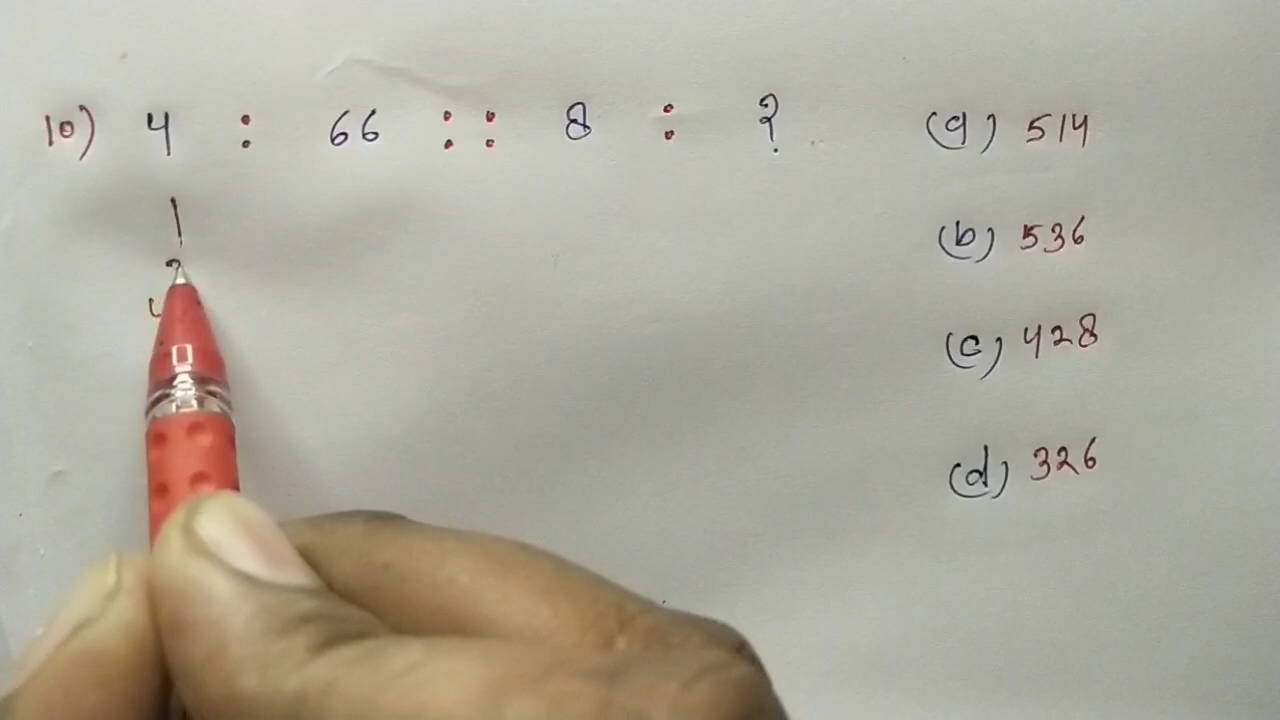 10) 4 : 66 :: 8 : ?
(a) 514
(b) 536
(c) 428
(d) 326